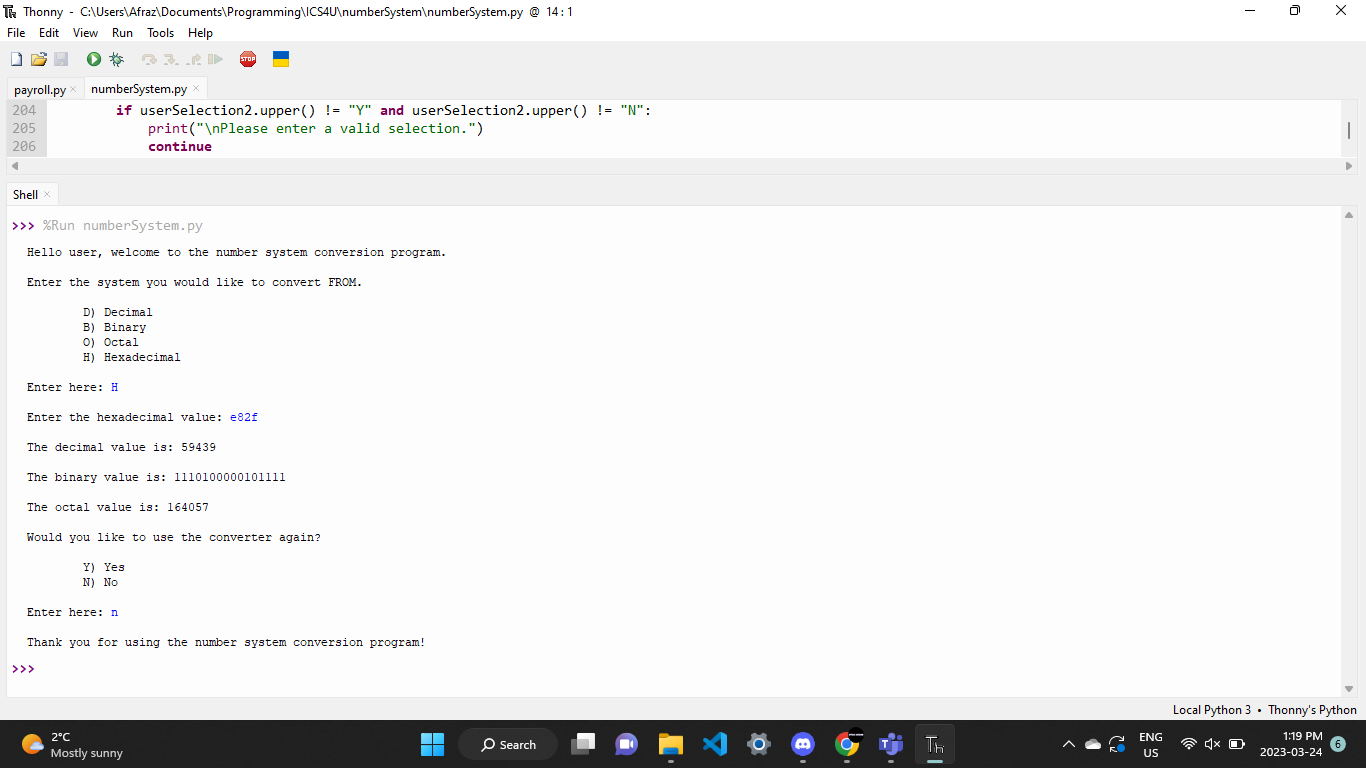 Thonny - C:\Users\Afraz\Documents\Programming\ICS4U\numberSystem\numberSystem.py @ 14 : 1
File Edit View Run Tools Help
STOP
payroll.py × numberSystem.py ×
204 if userSelection2.upper() != "Y" and userSelection2.upper() != "N":
205 print("\nPlease enter a valid selection.")
206 continue
Shell ×
>>> %Run numberSystem.py
Hello user, welcome to the number system conversion program.
Enter the system you would like to convert FROM.
D) Decimal
B) Binary
O) Octal
H) Hexadecimal
Enter here: H
Enter the hexadecimal value: e82f
The decimal value is: 59439
The binary value is: 1110100000101111
The octal value is: 164057
Would you like to use the converter again?
Y) Yes
N) No
Enter here: n
Thank you for using the number system conversion program!
>>>
Local Python 3 • Thonny's Python
2°C
Mostly sunny
Search
ENG
US
1:19 PM
2023-03-24
6